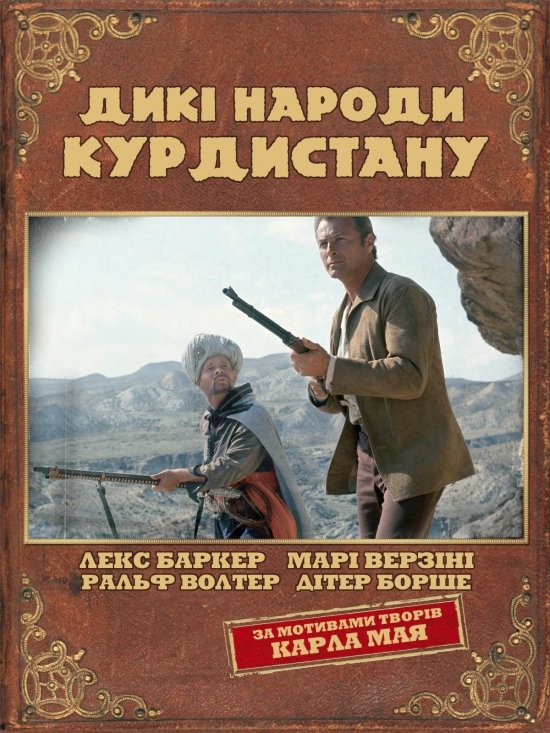 ДИКІ НАРОДИ
КУРДИСТАНУ
ЛЕКС БАРКЕР МАРІ ВЕРЗІНІ
РАЛЬФ ВОЛТЕР ДІТЕР БОРШЕ
ЗА МОТИВАМИ ТВОРІВ
КАРЛА МАЯ